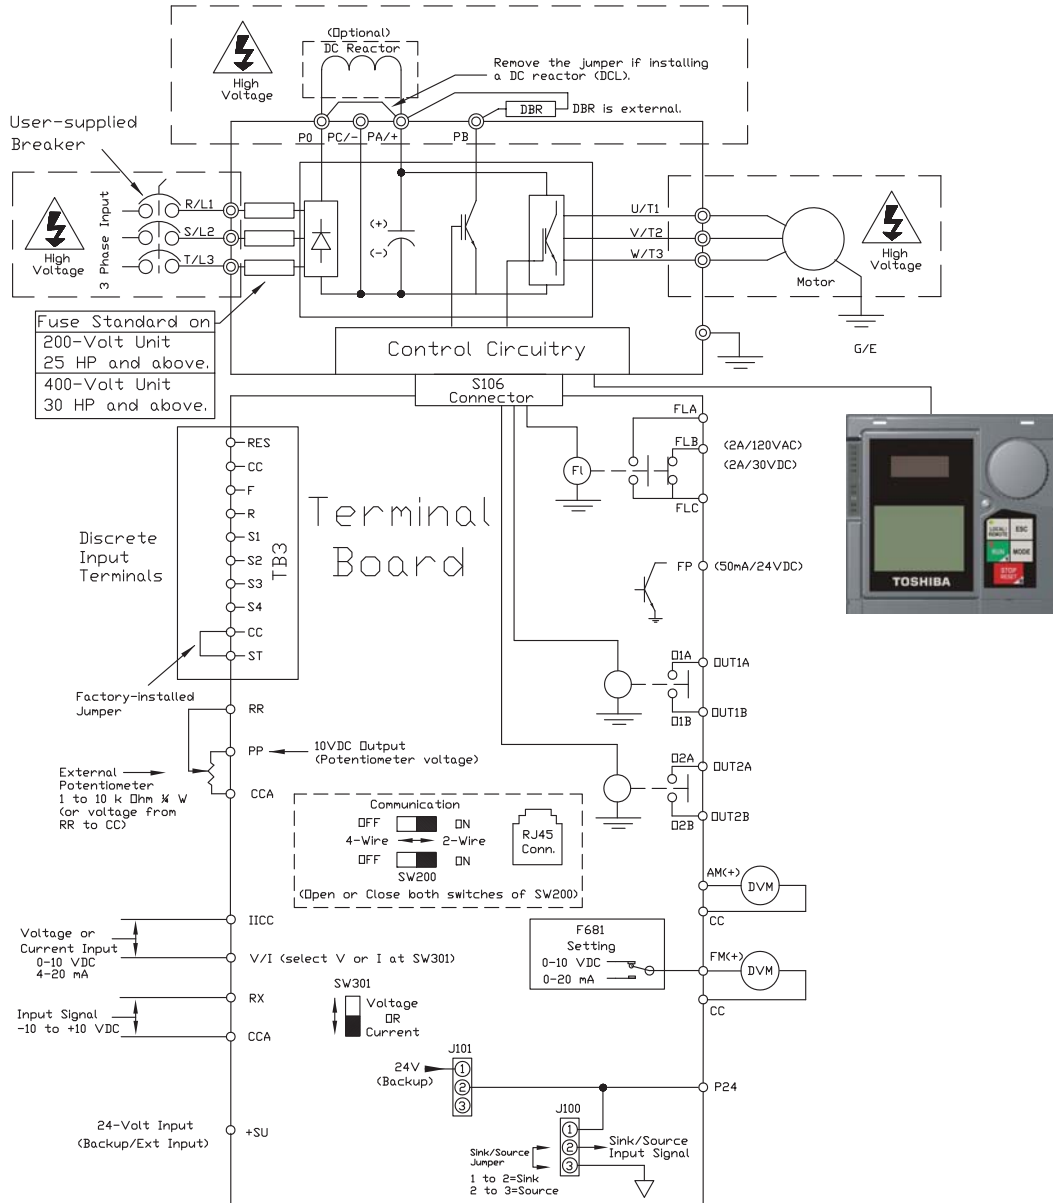 (Optional)
DC Reactor
High
Voltage
Remove the jumper if installing
a DC reactor (DCL).
DBR
DBR is external.
P0
PC/-
PA/+
PB
User-supplied
Breaker
High
Voltage
3 Phase Input
R/L1
S/L2
T/L3
(+)
(-)
U/T1
V/T2
W/T3
Motor
High
Voltage
G/E
Fuse Standard on
200-Volt Unit
25 HP and above.
400-Volt Unit
30 HP and above.
Control Circuitry
S106
Connector
Terminal
Board
Discrete
Input
Terminals
TB3
RES
CC
F
R
S1
S2
S3
S4
CC
ST
Factory-installed
Jumper
FLA
FLB
FLC
Fl
(2A/120VAC)
(2A/30VDC)
FP
(50mA/24VDC)
LOCAL/
REMOTE
ESC
RUN
MODE
STOP
RESET
TOSHIBA
O1A
OUT1A
O1B
OUT1B
O2A
OUT2A
O2B
OUT2B
RR
PP
10VDC Output
(Potentiometer voltage)
External
Potentiometer
1 to 10 k Ohm ¼ W
(or voltage from
RR to CC)
CCA
Communication
OFF
ON
4-Wire
2-Wire
OFF
ON
SW200
(Open or Close both switches of SW200)
RJ45
Conn.
AM(+)
DVM
CC
IICC
Voltage or
Current Input
0-10 VDC
4-20 mA
V/I (select V or I at SW301)
F681
Setting
0-10 VDC
0-20 mA
FM(+)
DVM
CC
RX
Input Signal
-10 to +10 VDC
CCA
SW301
Voltage
OR
Current
J101
24V
(Backup)
1
2
3
P24
24-Volt Input
(Backup/Ext Input)
+SU
J100
1
2
3
Sink/Source
Input Signal
Sink/Source
Jumper
1 to 2=Sink
2 to 3=Source